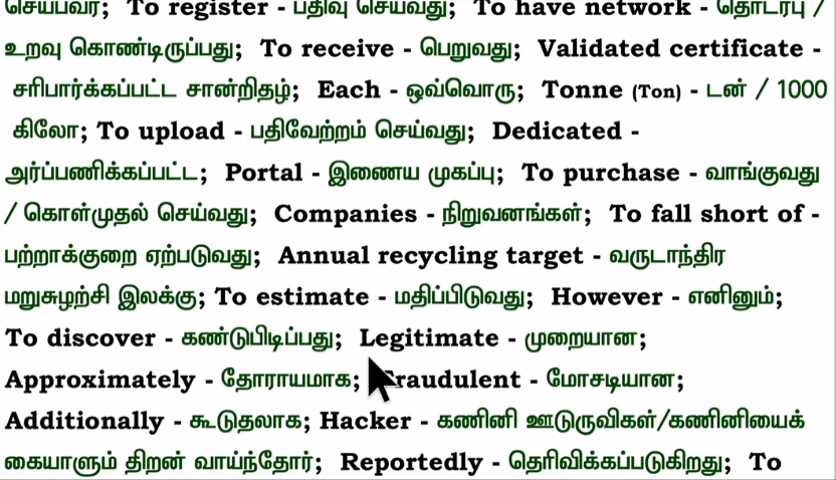 செய்பவர்; To register - பதிவு செய்வது; To have network - தொடர்பு /
உறவு கொண்டிருப்பது; To receive - பெறுவது; Validated certificate -
சரிபார்க்கப்பட்ட சான்றிதழ்; Each - ஒவ்வொரு; Tonne (Ton) - டன் / 1000
கிலோ; To upload - பதிவேற்றம் செய்வது; Dedicated -
அர்ப்பணிக்கப்பட்ட; Portal - இணைய முகப்பு; To purchase - வாங்குவது
/ கொள்முதல் செய்வது; Companies - நிறுவனங்கள்; To fall short of -
பற்றாக்குறை ஏற்படுவது; Annual recycling target - வருடாந்திர
மறுசுழற்சி இலக்கு; To estimate - மதிப்பிடுவது; However - எனினும்;
To discover - கண்டுபிடிப்பது; Legitimate - முறையான;
Approximately - தோராயமாக; Fraudulent - மோசடியான;
Additionally - கூடுதலாக; Hacker - கணினி ஊடுருவிகள்/கணினியைக்
கையாளும் திறன் வாய்ந்தோர்; Reportedly - தெரிவிக்கப்படுகிறது; To